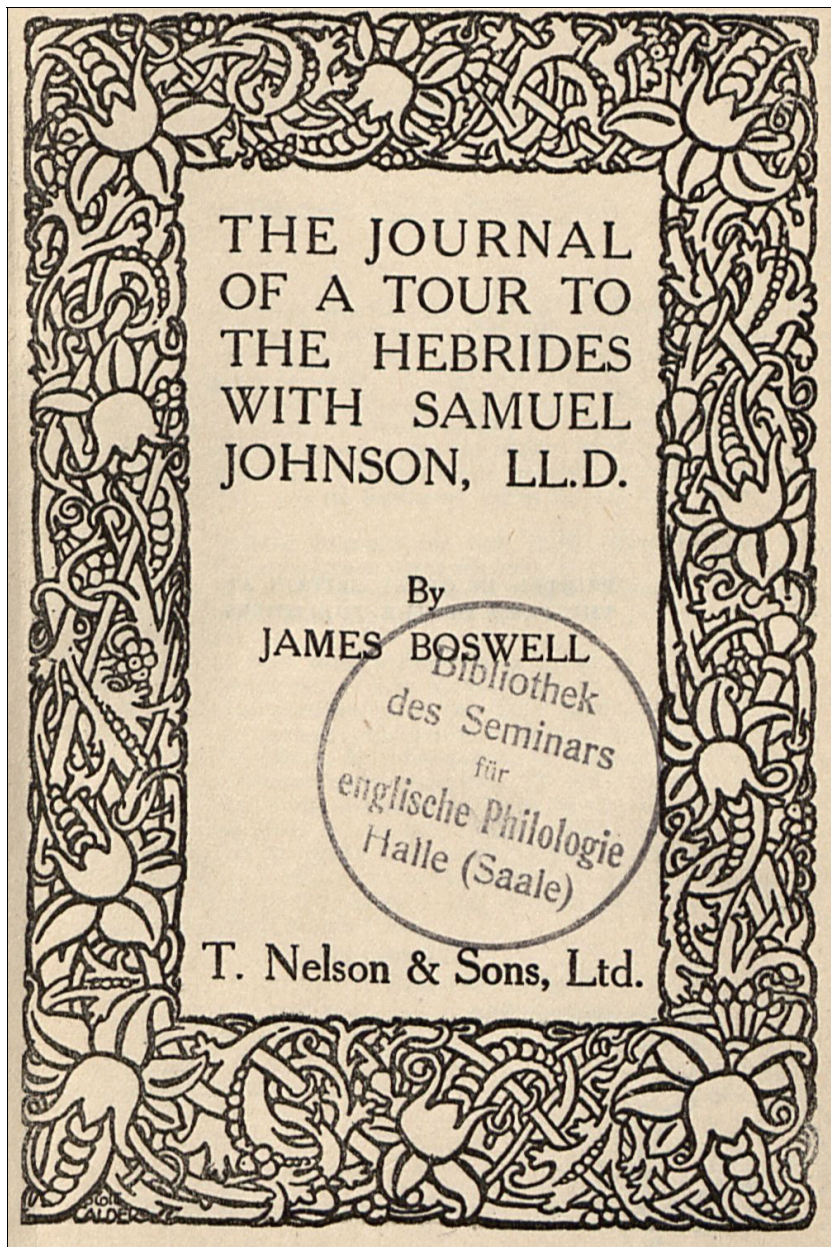 THE JOURNAL
OF A TOUR TO
THE HEBRIDES
WITH SAMUEL
JOHNSON, LL.D.
By
JAMES BOSWELL
Bibliothek
des Seminars
für
englische Philologie
Halle (Saale)
T. Nelson & Sons, Ltd.
CALDER